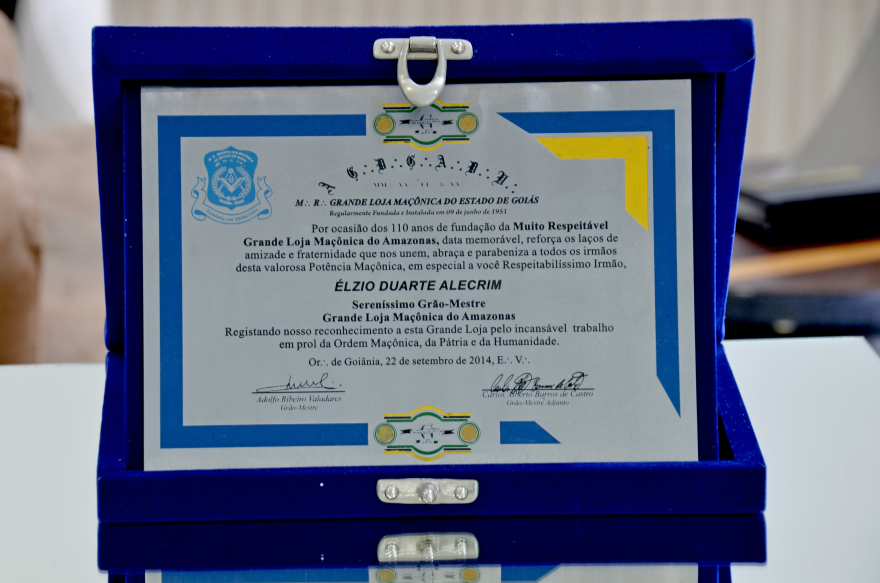 A∴ G∴ D∴ G∴ A∴ D∴ U∴
M∴ R∴ GRANDE LOJA MAÇÔNICA DO ESTADO DE GOIÁS
Regularmente Fundada e Instalada em 09 de junho de 1951
Por ocasião dos 110 anos de fundação da Muito Respeitável
Grande Loja Maçônica do Amazonas, data memorável, reforça os laços de
amizade e fraternidade que nos unem, abraça e parabeniza a todos os irmãos
desta valorosa Potência Maçônica, em especial a você Respeitabilíssimo Irmão,
ÉLZIO DUARTE ALECRIM
Sereníssimo Grão-Mestre
Grande Loja Maçônica do Amazonas
Registando nosso reconhecimento a esta Grande Loja pelo incansável trabalho
em prol da Ordem Maçônica, da Pátria e da Humanidade.
Or∴ de Goiânia, 22 de setembro de 2014, E∴ V∴
Adolfo Ribeiro Valadares
Grão-Mestre
Carlos Alberto Barros de Castro
Grão-Mestre Adjunto